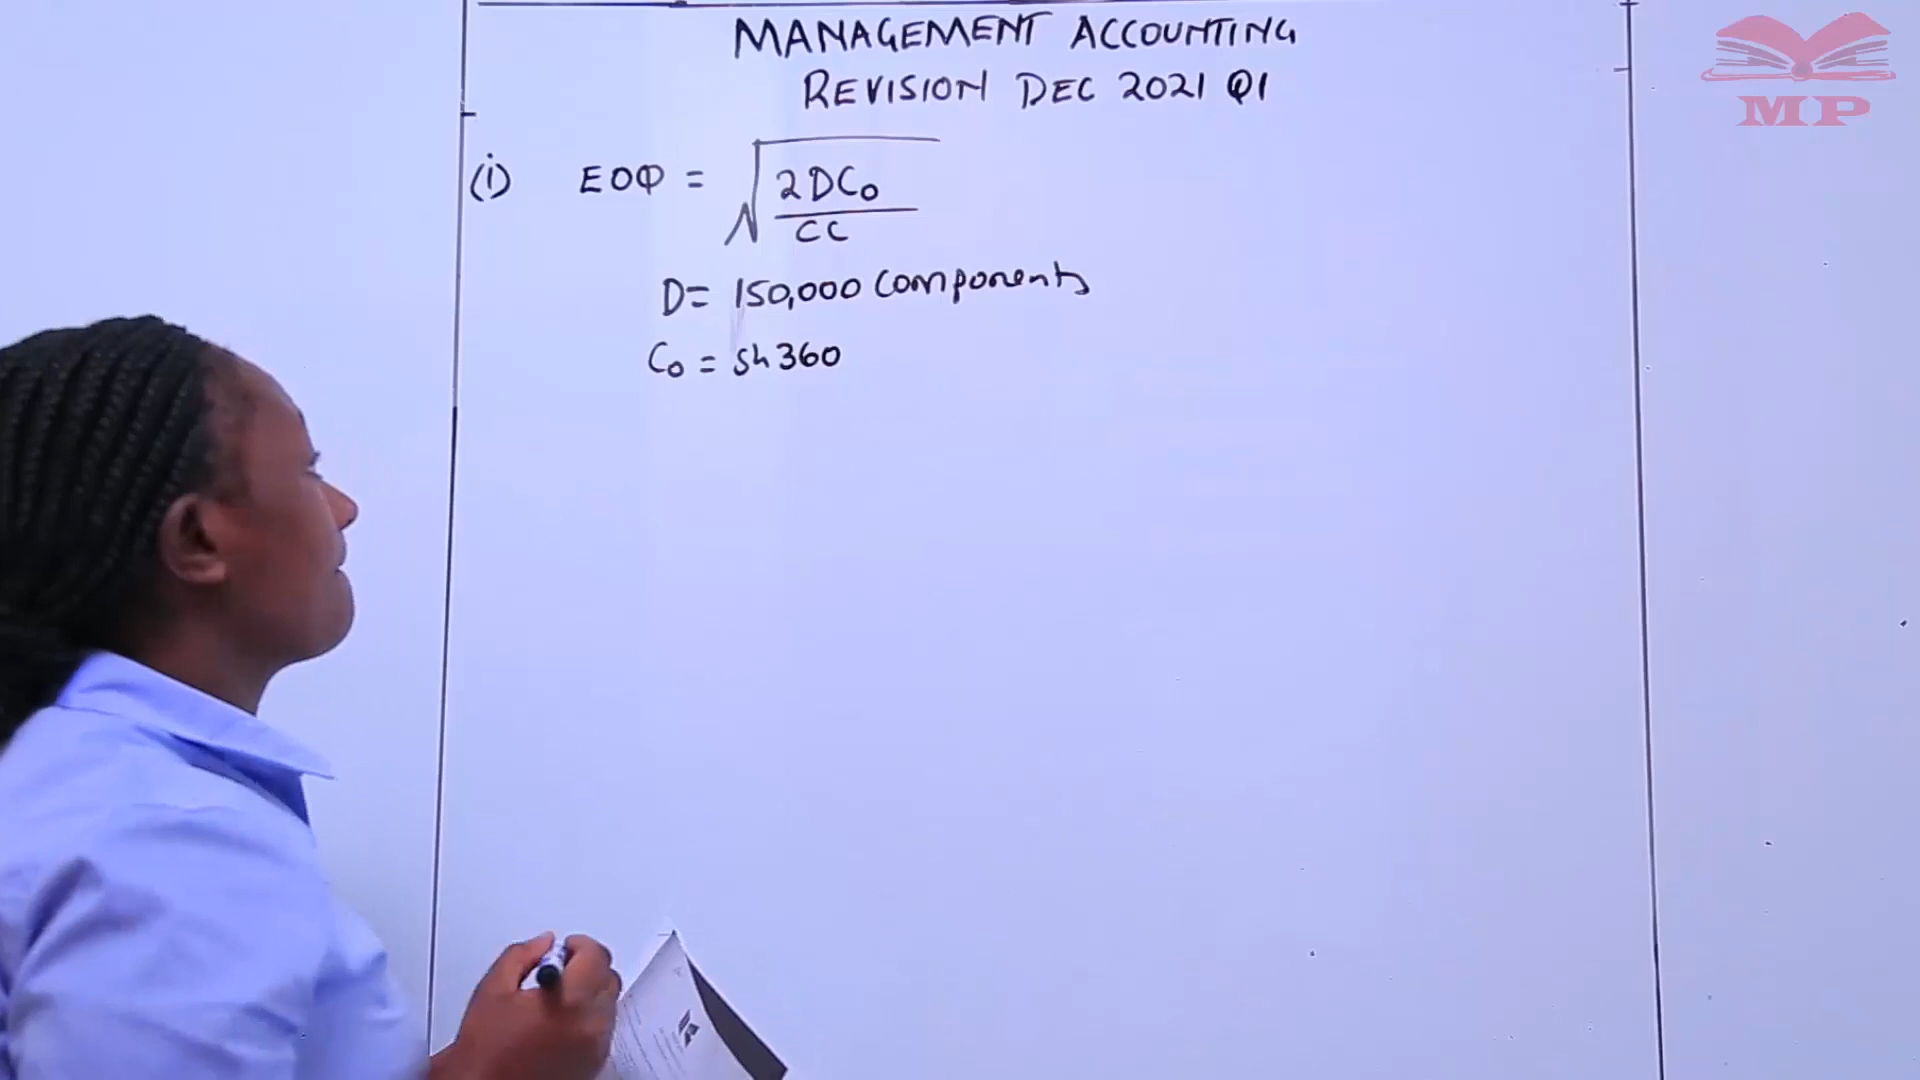 MANAGEMENT ACCOUNTING
REVISION DEC 2021 Q1
MP
(i) EOQ = √2DCo
CC
D= 150,000 components
Co = Sh 360